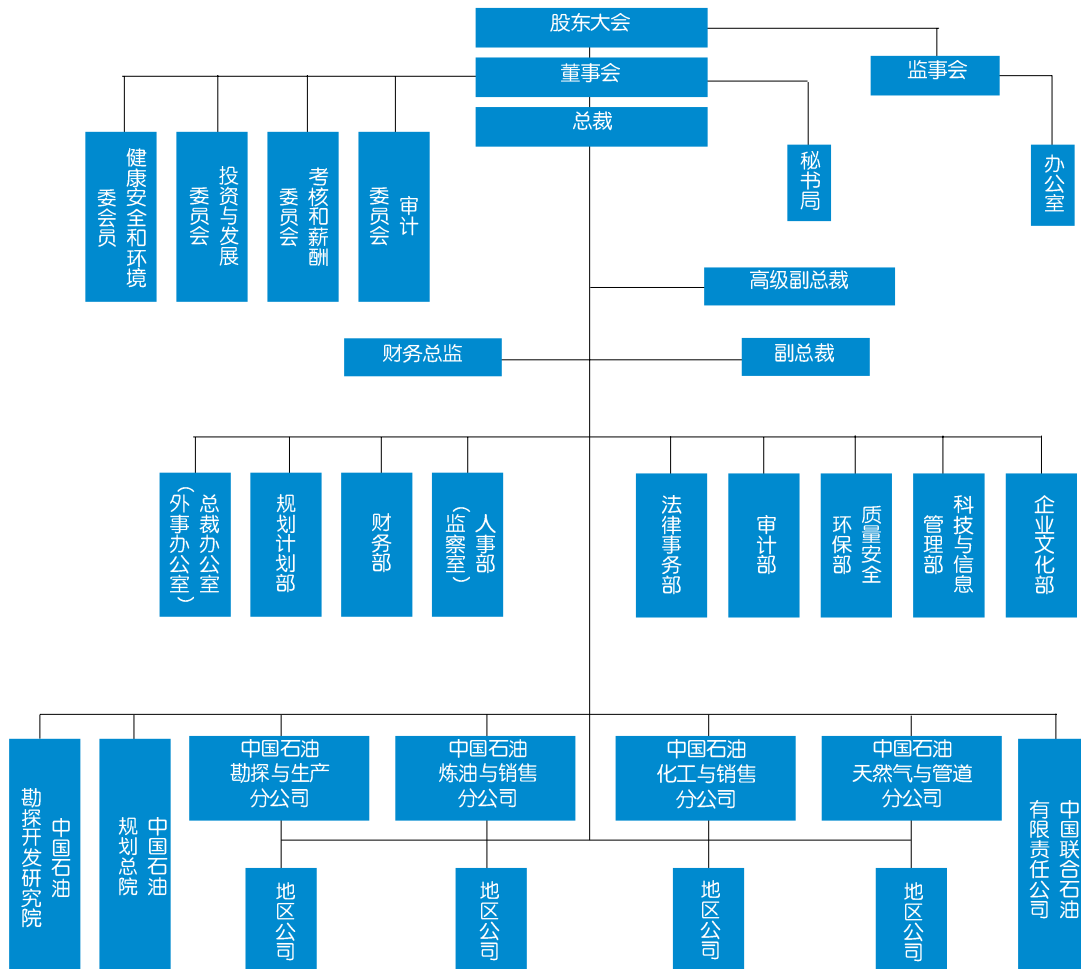 股东大会
董事会
监事会
总裁
健康安全和环境
委会员
投资与发展
委员会
考核和薪酬
委员会
审计
委员会
秘书局
办公室
高级副总裁
财务总监
副总裁
总裁办公室
（外事办公室）
规划计划部
财务部
人事部
（监察室）
法律事务部
审计部
质量安全
环保部
科技与信息
管理部
企业文化部
中国石油
勘探开发研究院
中国石油
规划总院
中国石油
勘探与生产
分公司
中国石油
炼油与销售
分公司
中国石油
化工与销售
分公司
中国石油
天然气与管道
分公司
中国联合石油
有限责任公司
地区公司
地区公司
地区公司
地区公司